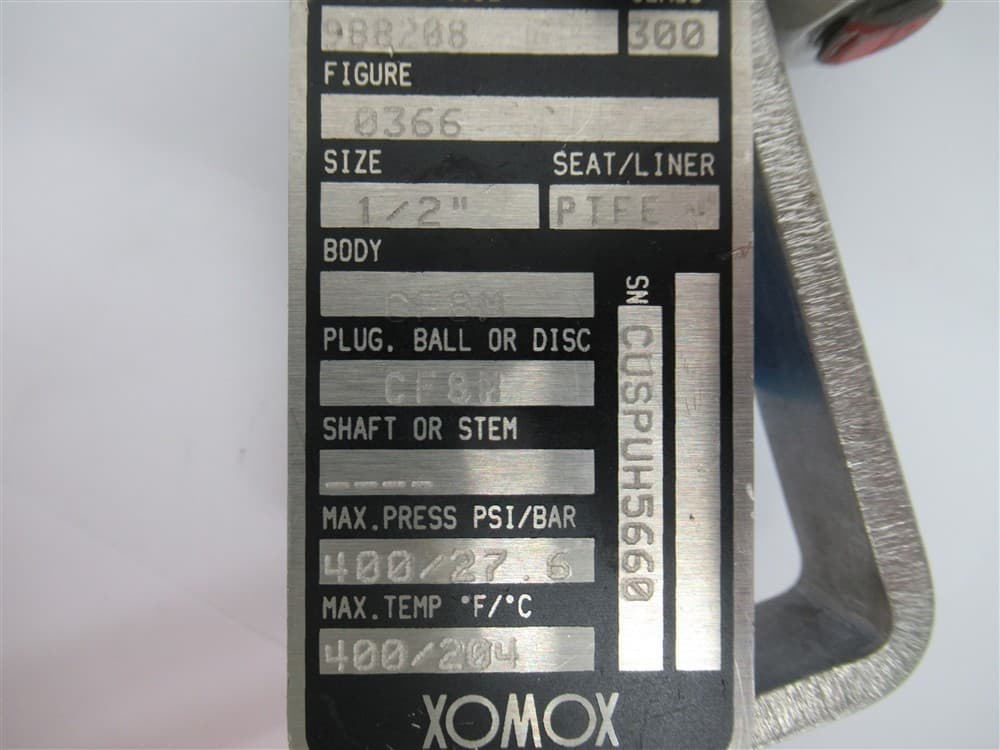 988208 300
FIGURE
0366
SIZE SEAT/LINER
1/2" PTFE
BODY
CF8M
PLUG. BALL OR DISC
CF8M
SHAFT OR STEM
----
MAX.PRESS PSI/BAR
400/27.6
MAX.TEMP °F/°C
400/204
SN CUSPUH5660
XOMOX